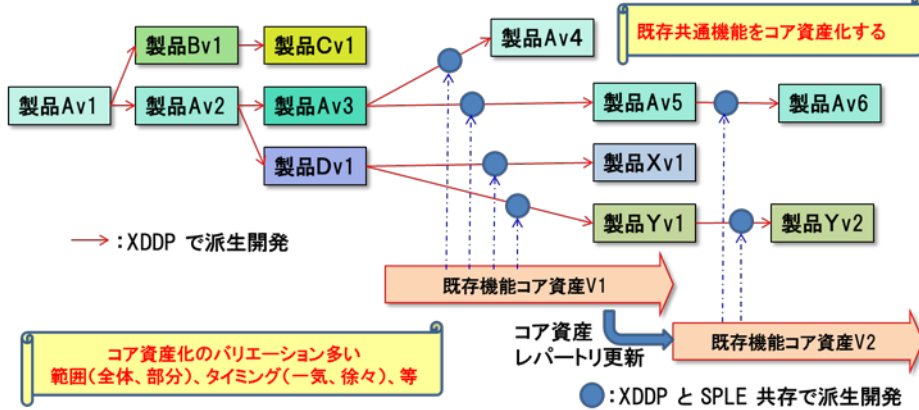 既存共通機能をコア資産化する
製品Av4
製品Bv1
製品Cv1
製品Av1
製品Av2
製品Av3
製品Av5
製品Av6
製品Dv1
製品Xv1
製品Yv1
製品Yv2
:XDDP で派生開発
既存機能コア資産V1
コア資産
レパートリ更新
既存機能コア資産V2
コア資産化のバリエーション多い
範囲(全体、部分)、タイミング(一気、徐々)、等
:XDDP と SPLE 共存で派生開発